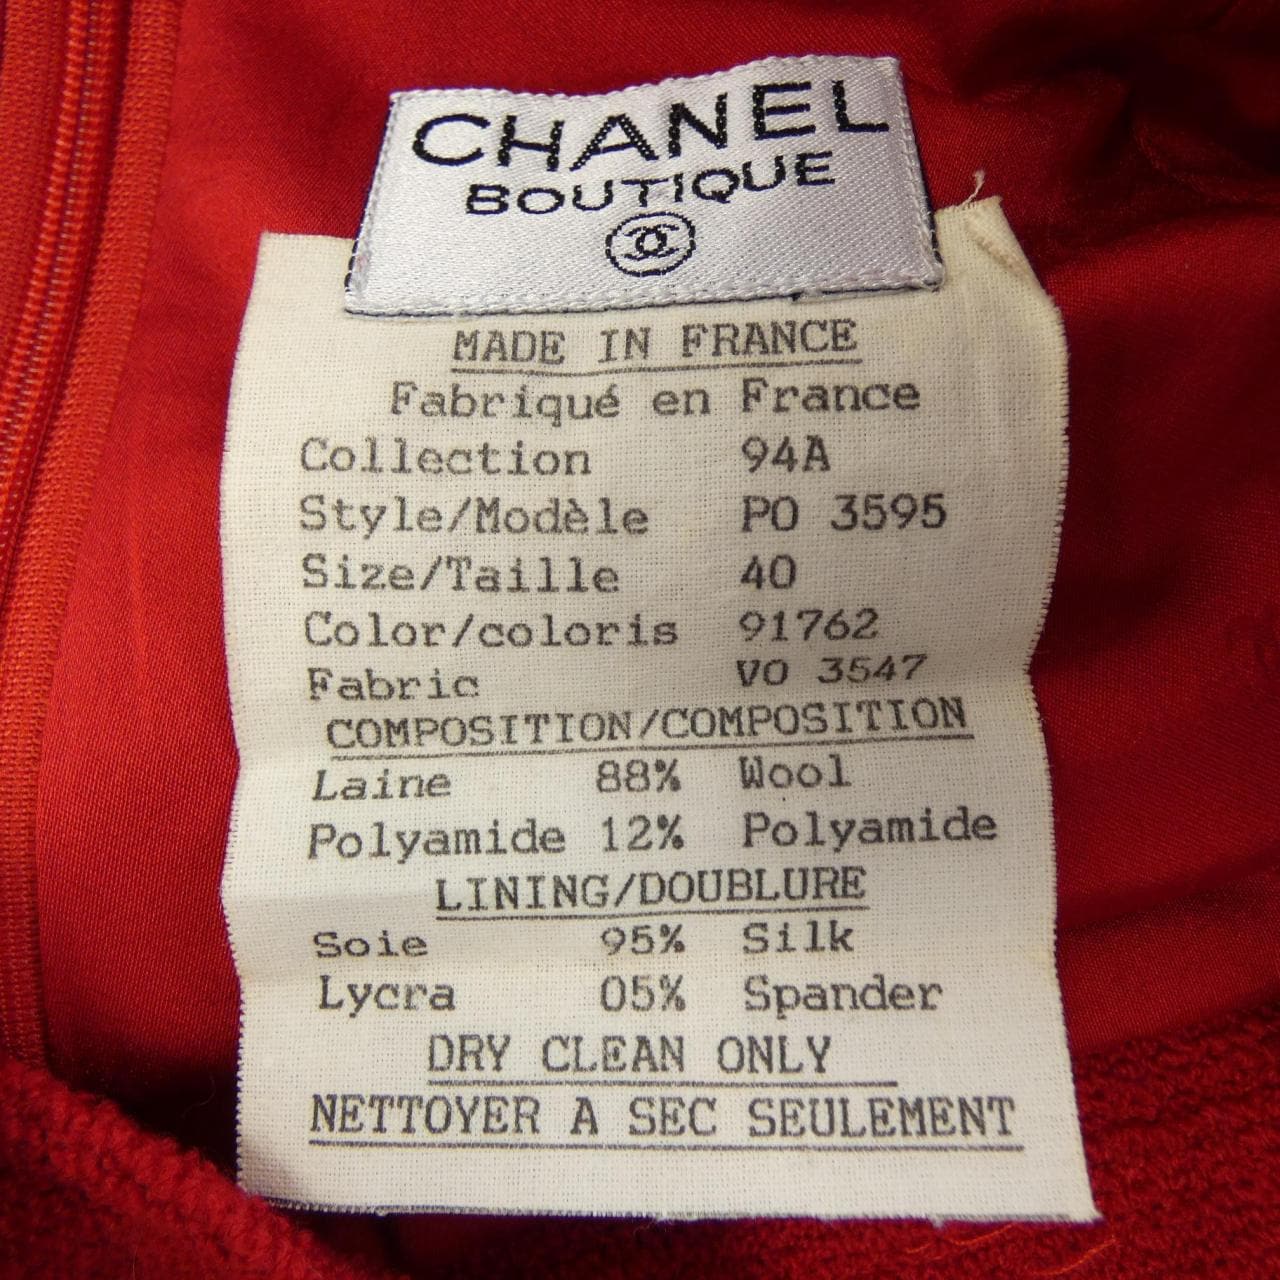 CHANEL
BOUTIQUE
MADE IN FRANCE
Fabriqué en France
Collection 94A
Style/Modèle PO 3595
Size/Taille 40
Color/coloris 91762
Fabric VO 3547
COMPOSITION/COMPOSITION
Laine 88% Wool
Polyamide 12% Polyamide
LINING/DOUBLURE
Soie 95% Silk
Lycra 05% Spander
DRY CLEAN ONLY
NETTOYER A SEC SEULEMENT